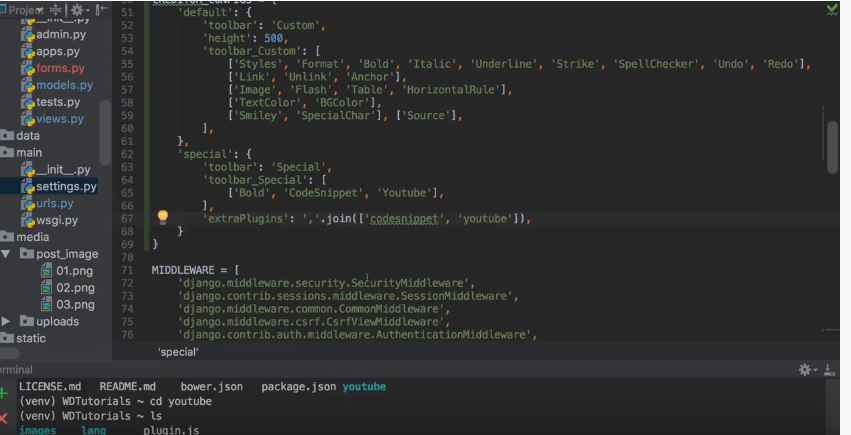 Project
__init__.py
admin.py
apps.py
forms.py
models.py
tests.py
views.py
data
main
__init__.py
settings.py
urls.py
wsgi.py
media
post_image
01.png
02.png
03.png
uploads
static
51 'default': {
52 'toolbar': 'Custom',
53 'height': 500,
54 'toolbar_Custom': [
55 ['Styles', 'Format', 'Bold', 'Italic', 'Underline', 'Strike', 'SpellChecker', 'Undo', 'Redo'],
56 ['Link', 'Unlink', 'Anchor'],
57 ['Image', 'Flash', 'Table', 'HorizontalRule'],
58 ['TextColor', 'BGColor'],
59 ['Smiley', 'SpecialChar'], ['Source'],
60 ],
61 },
62 'special': {
63 'toolbar': 'Special',
64 'toolbar_Special': [
65 ['Bold', 'CodeSnippet', 'Youtube'],
66 ],
67 'extraPlugins': ','.join(['codesnippet', 'youtube']),
68 }
69 }
70
71 MIDDLEWARE = [
72 'django.middleware.security.SecurityMiddleware',
73 'django.contrib.sessions.middleware.SessionMiddleware',
74 'django.middleware.common.CommonMiddleware',
75 'django.middleware.csrf.CsrfViewMiddleware',
76 'django.contrib.auth.middleware.AuthenticationMiddleware',
'special'
erminal
LICENSE.md README.md bower.json package.json youtube
(venv) WDTutorials ~ cd youtube
(venv) WDTutorials ~ ls
images lang plugin.js